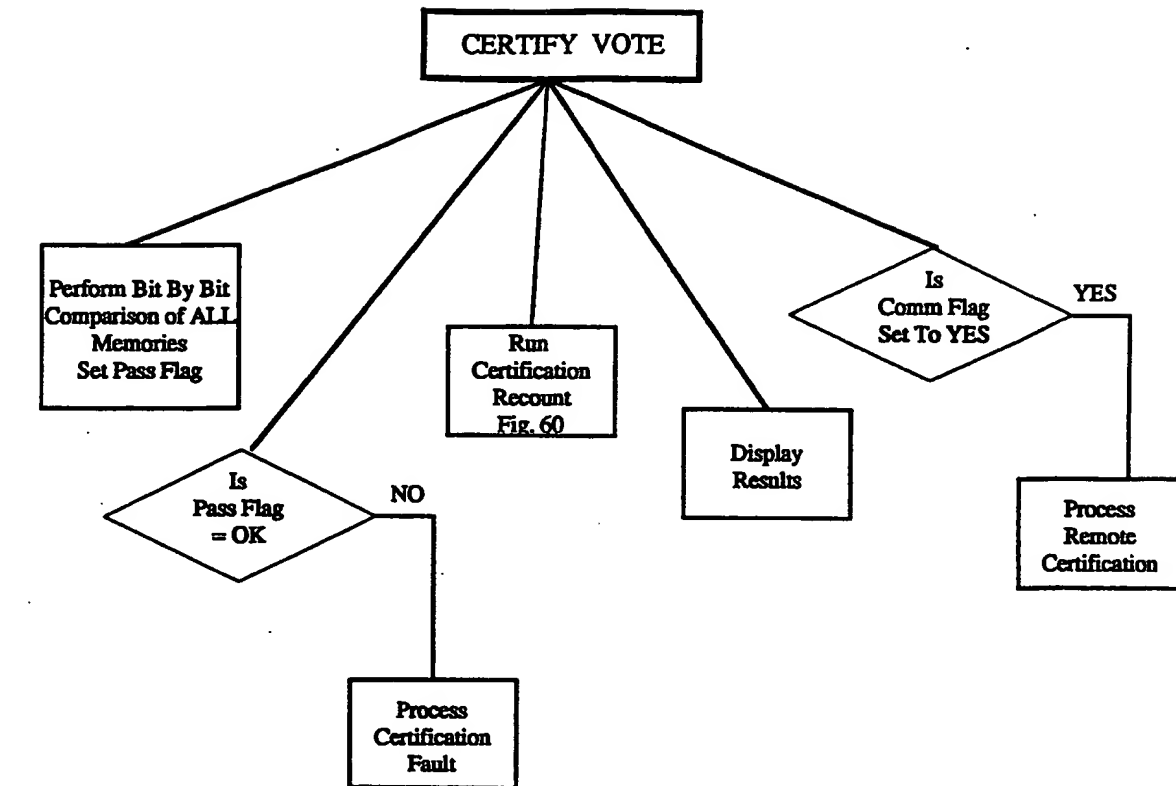 CERTIFY VOTE
Perform Bit By Bit
Comparison of ALL
Memories
Set Pass Flag
Is
Pass Flag
= OK
NO
Process
Certification
Fault
Run
Certification
Recount
Fig. 60
Display
Results
Is
Comm Flag
Set To YES
YES
Process
Remote
Certification